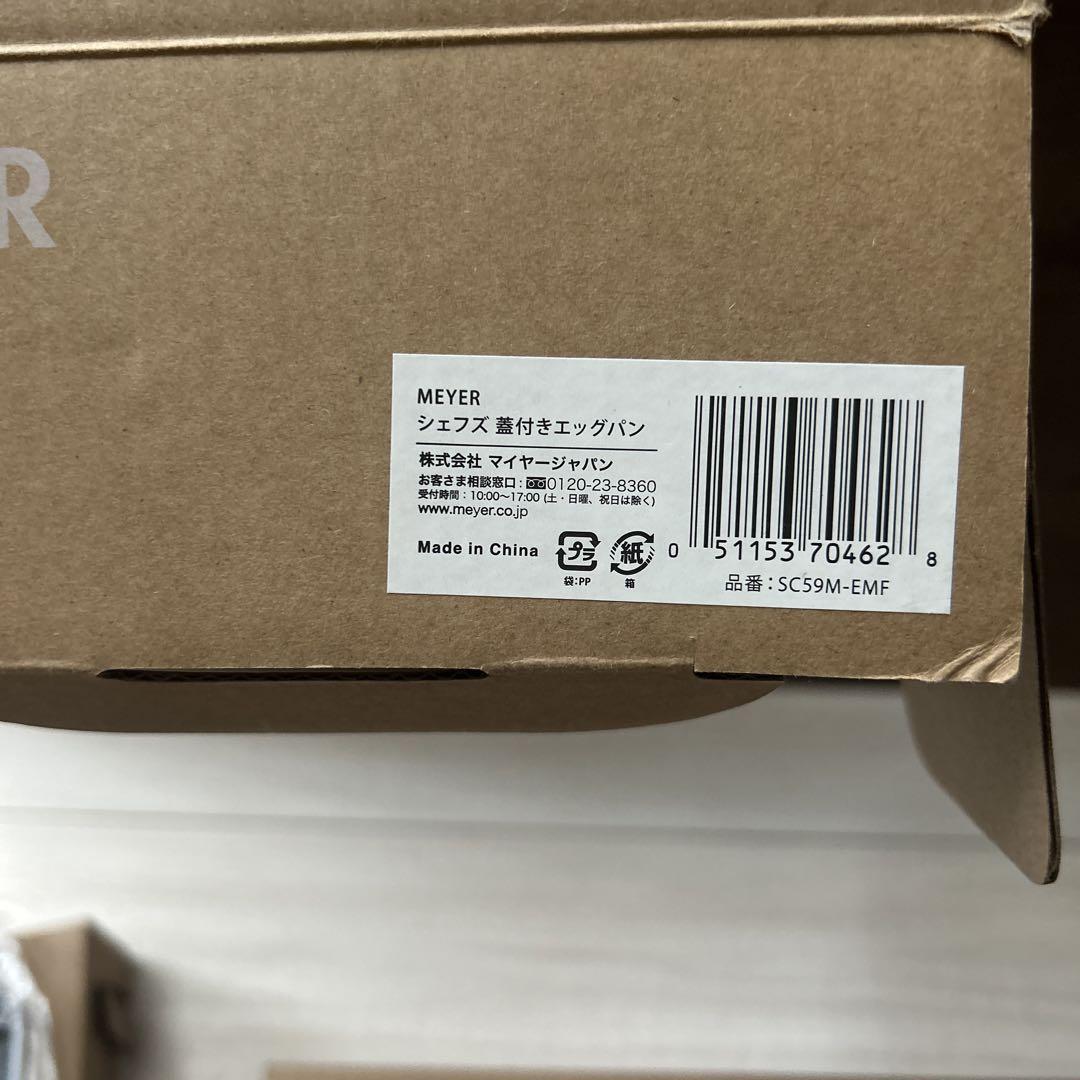 R
MEYER
シェフズ 蓋付きエッグパン
株式会社 マイヤージャパン
お客さま相談窓口:0120-23-8360
受付時間:10:00~17:00 (土・日曜、祝日は除く)
www.meyer.co.jp
Made in China
プラ
袋:PP
紙
箱
0 51153 70462 8
品番:SC59M-EMF